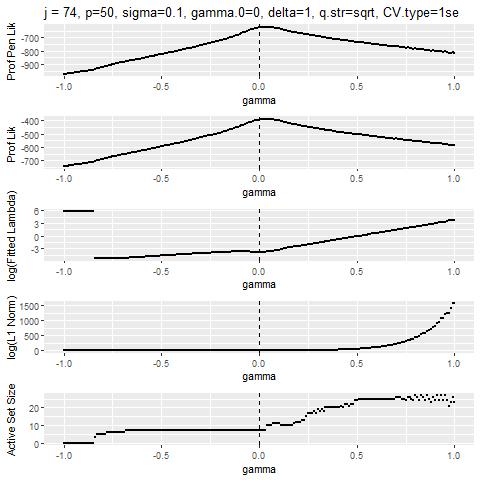 j = 74, p=50, sigma=0.1, gamma.0=0, delta=1, q.str=sqrt, CV.type=1se
Prof Pen Lik
-700
-800
-900
-1.0 -0.5 0.0 0.5 1.0
gamma
Prof Lik
-400
-500
-600
-700
-1.0 -0.5 0.0 0.5 1.0
gamma
log(Fitted Lambda)
6
3
0
-3
-1.0 -0.5 0.0 0.5 1.0
gamma
log(L1 Norm)
1500
1000
500
0
-1.0 -0.5 0.0 0.5 1.0
gamma
Active Set Size
20
10
0
-1.0 -0.5 0.0 0.5 1.0
gamma